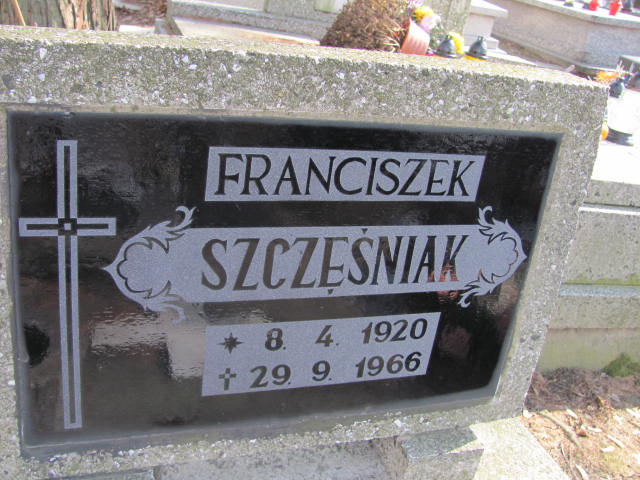 FRANCISZEK
SZCZĘŚNIAK
* 8. 4. 1920
† 29. 9. 1966